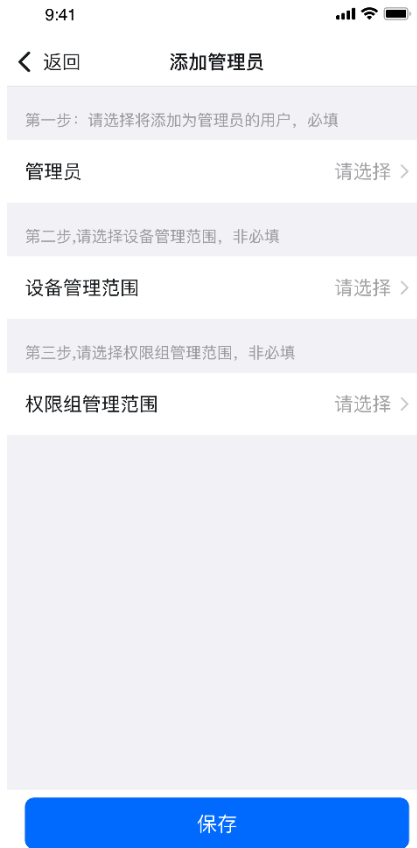 9:41
返回 添加管理员
第一步：请选择将添加为管理员的用户，必填
管理员 请选择
第二步,请选择设备管理范围，非必填
设备管理范围 请选择
第三步,请选择权限组管理范围，非必填
权限组管理范围 请选择
保存